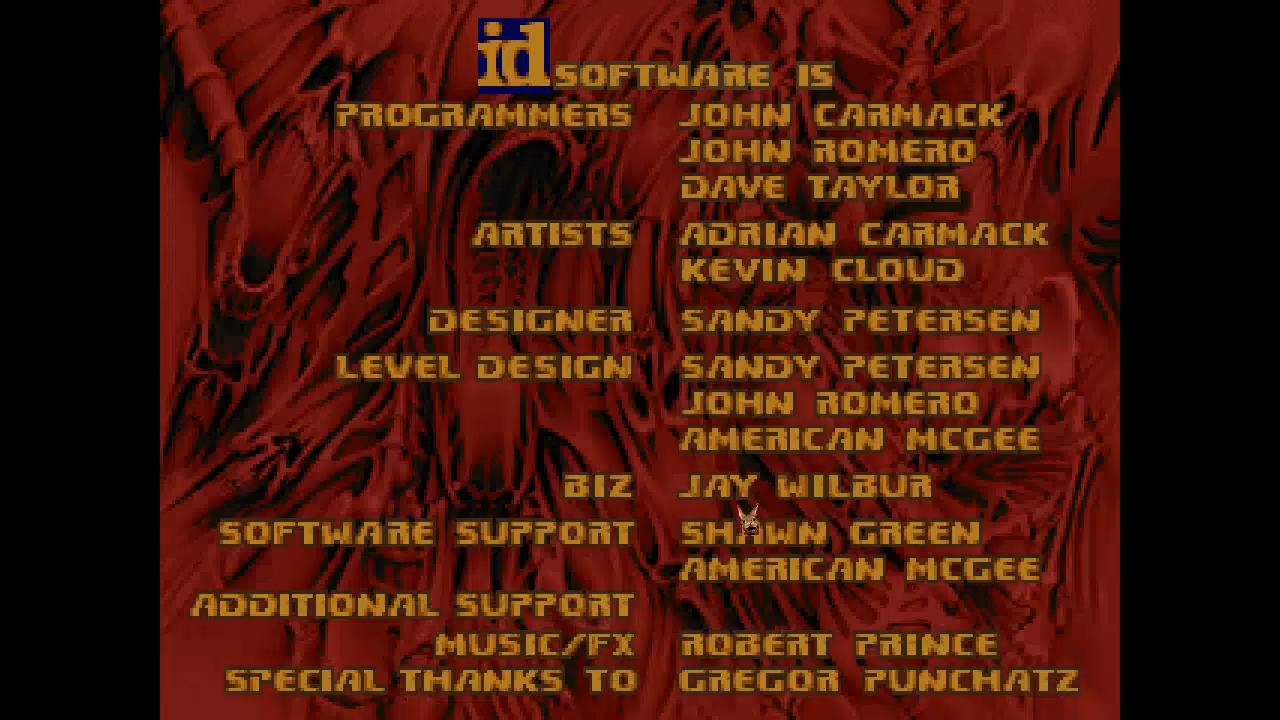 id SOFTWARE IS
PROGRAMMERS JOHN CARMACK
JOHN ROMERO
DAVE TAYLOR
ARTISTS ADRIAN CARMACK
KEVIN CLOUD
DESIGNER SANDY PETERSEN
LEVEL DESIGN SANDY PETERSEN
JOHN ROMERO
AMERICAN MCGEE
BIZ JAY WILBUR
SOFTWARE SUPPORT SHAWN GREEN
AMERICAN MCGEE
ADDITIONAL SUPPORT
MUSIC/FX ROBERT PRINCE
SPECIAL THANKS TO GREGOR PUNCHATZ